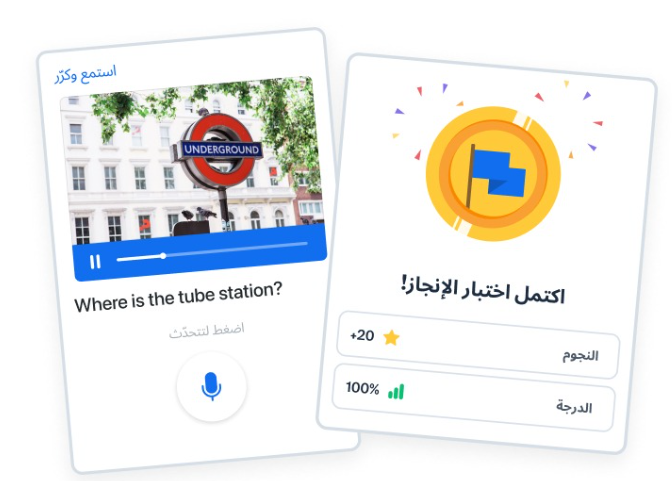 استمع وكرّر
UNDERGROUND
Where is the tube station?
اضغط لتتحدّث
اكتمل اختبار الإنجاز!
النجوم
+20
الدرجة
100%